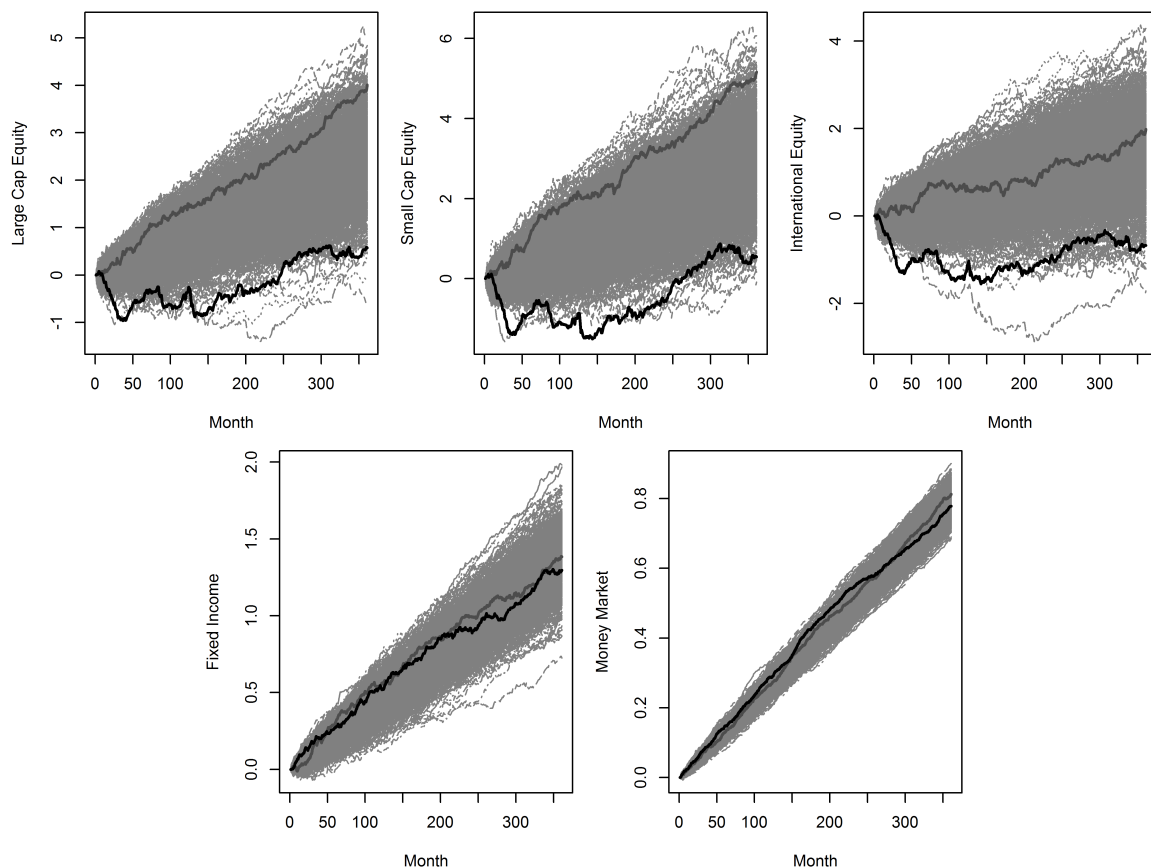 Large Cap Equity
5
4
3
2
1
0
-1
0 50 100 200 300
Month
Small Cap Equity
6
4
2
0
0 50 100 200 300
Month
International Equity
4
2
0
-2
0 50 100 200 300
Month
Fixed Income
2.0
1.5
1.0
0.5
0.0
0 50 100 200 300
Month
Money Market
0.8
0.6
0.4
0.2
0.0
0 50 100 200 300
Month